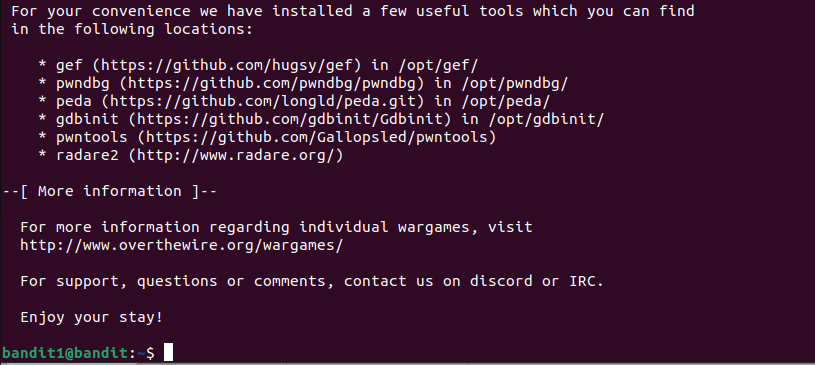 For your convenience we have installed a few useful tools which you can find
in the following locations:
* gef (https://github.com/hugsy/gef) in /opt/gef/
* pwndbg (https://github.com/pwndbg/pwndbg) in /opt/pwndbg/
* peda (https://github.com/longld/peda.git) in /opt/peda/
* gdbinit (https://github.com/gdbinit/Gdbinit) in /opt/gdbinit/
* pwntools (https://github.com/Gallopsled/pwntools)
* radare2 (http://www.radare.org/)
--[ More information ]--
For more information regarding individual wargames, visit
http://www.overthewire.org/wargames/
For support, questions or comments, contact us on discord or IRC.
Enjoy your stay!
bandit1@bandit:~$